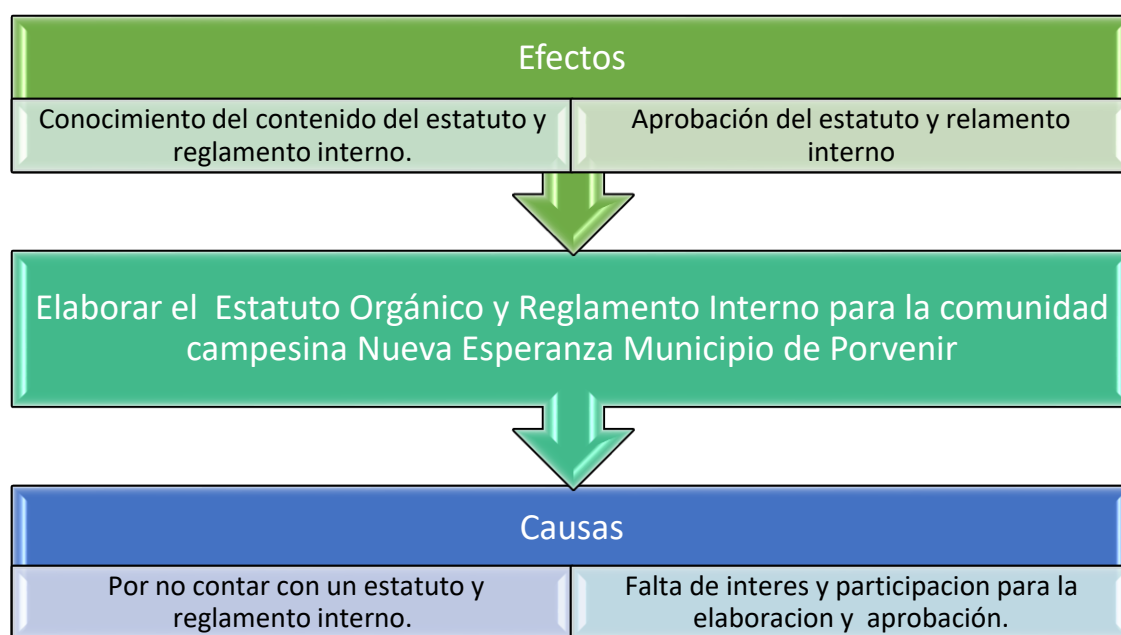 Efectos
Conocimiento del contenido del estatuto y
reglamento interno.
Aprobación del estatuto y relamento
interno
Elaborar el  Estatuto Orgánico y Reglamento Interno para la comunidad
campesina Nueva Esperanza Municipio de Porvenir
Causas
Por no contar con un estatuto y
reglamento interno.
Falta de interes y participacion para la
elaboracion y  aprobación.